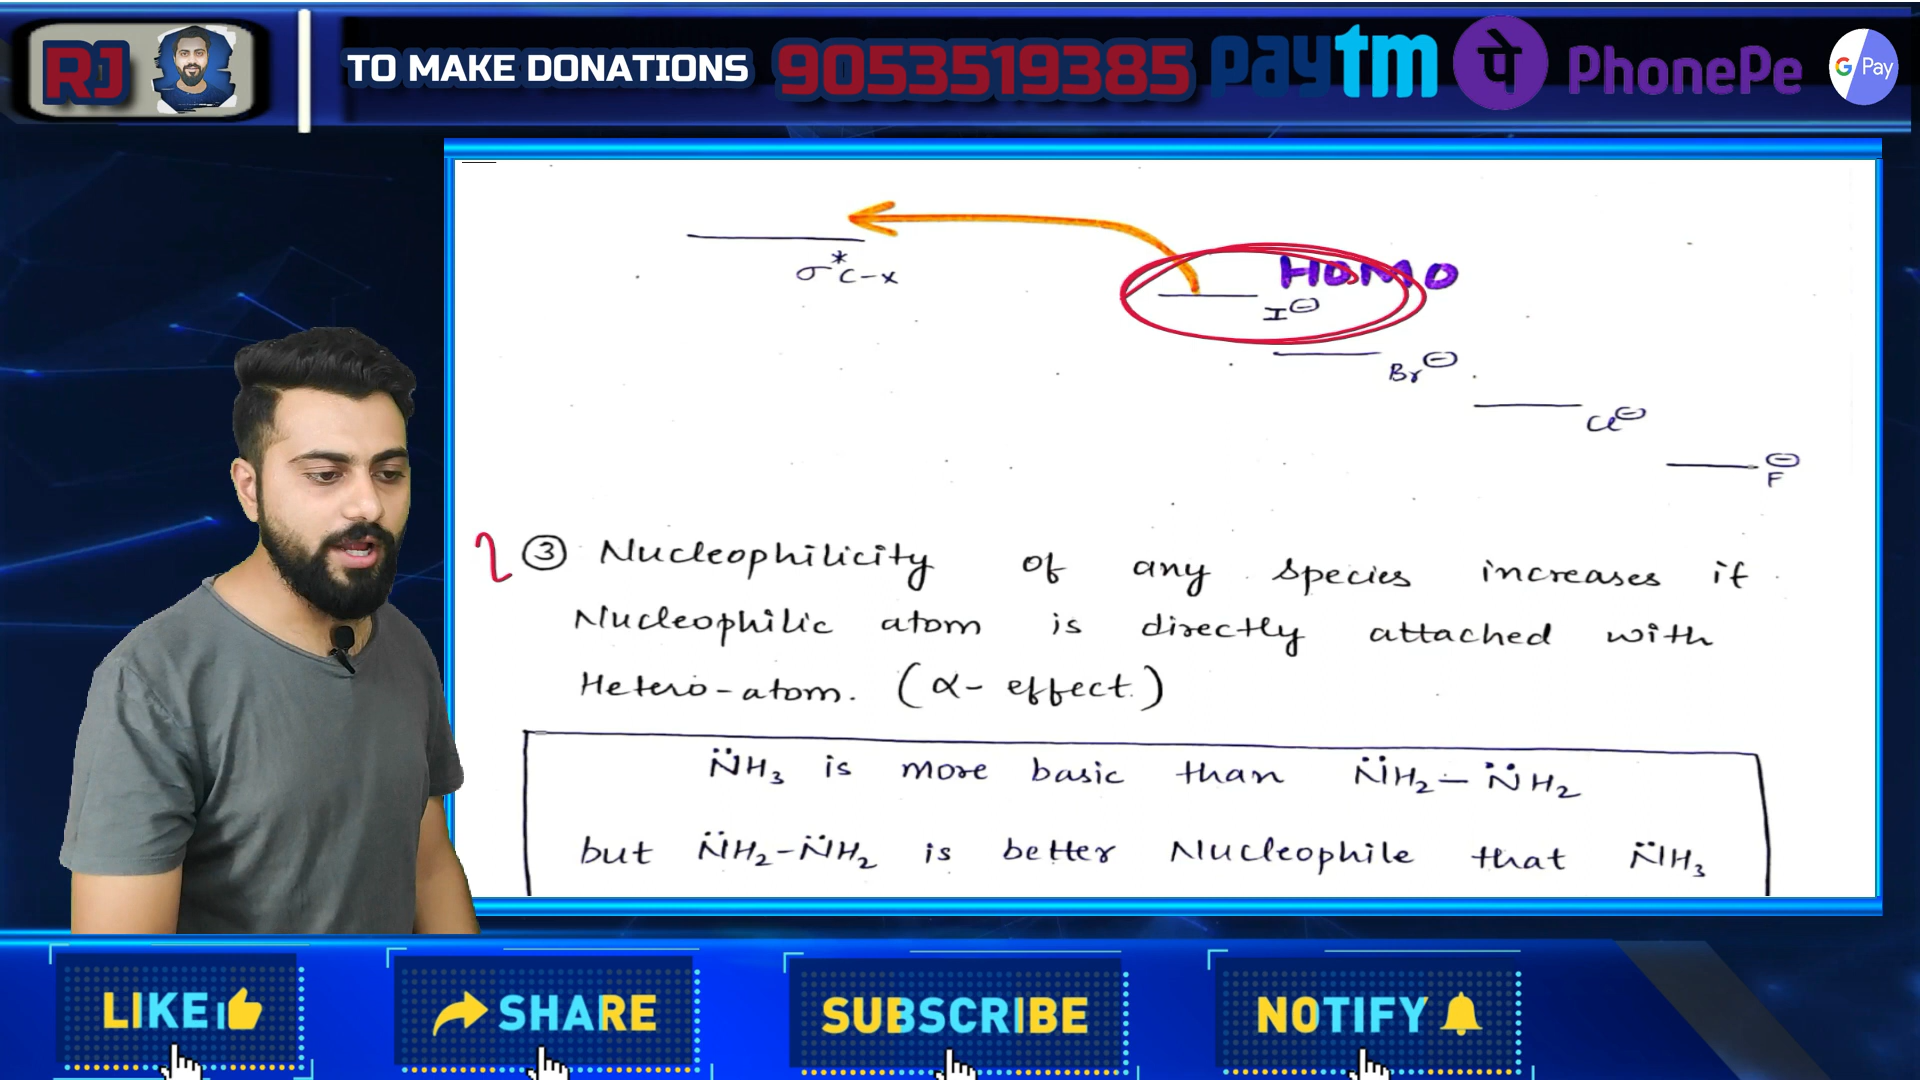 RJ
TO MAKE DONATIONS 9053519385 paytm पे PhonePe G Pay
σ* C-X
HOMO
I⊖
Br⊖
Cl⊖
F⊖
③ Nucleophilicity of any species increases if
Nucleophilic atom is directly attached with
Hetero-atom. (α- effect.)
N̈H₃ is more basic than N̈H₂-N̈H₂
but N̈H₂-N̈H₂ is better Nucleophile that N̈H₃
LIKE SHARE SUBSCRIBE NOTIFY